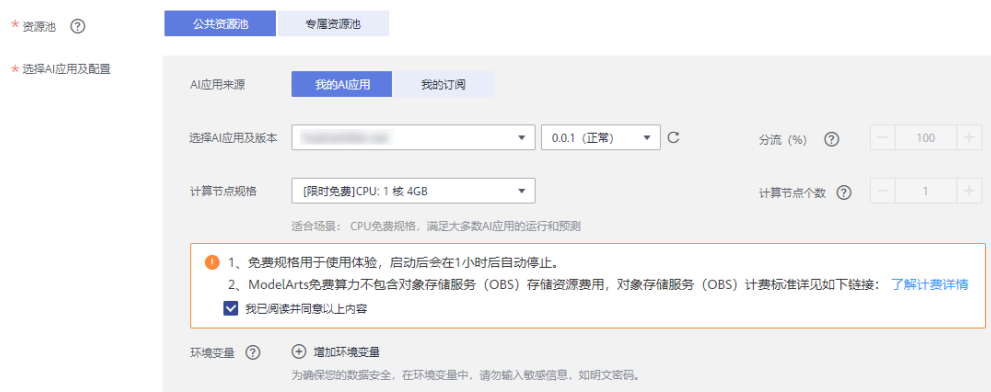 * 资源池 ? 公共资源池 专属资源池
* 选择AI应用及配置
AI应用来源 我的AI应用 我的订阅
选择AI应用及版本 0.0.1（正常） 分流（%） ? 100
计算节点规格 [限时免费]CPU: 1 核 4GB 计算节点个数 ? 1
适合场景： CPU免费规格，满足大多数AI应用的运行和预测
1、免费规格用于使用体验，启动后会在1小时后自动停止。
2、ModelArts免费算力不包含对象存储服务（OBS）存储资源费用，对象存储服务（OBS）计费标准详见如下链接： 了解计费详情
我已阅读并同意以上内容
环境变量 ? 增加环境变量
为确保您的数据安全，在环境变量中，请勿输入敏感信息，如明文密码。